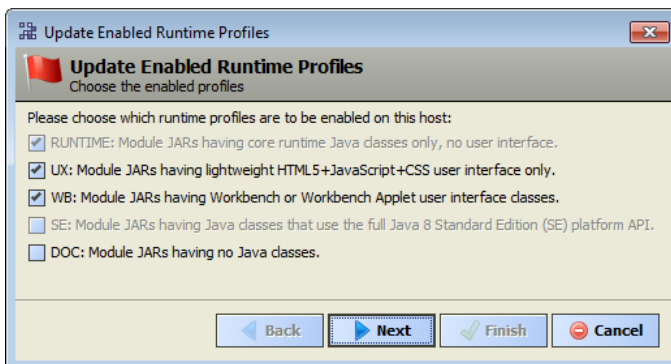 Update Enabled Runtime Profiles
Update Enabled Runtime Profiles
Choose the enabled profiles
Please choose which runtime profiles are to be enabled on this host:
RUNTIME: Module JARs having core runtime Java classes only, no user interface.
UX: Module JARs having lightweight HTML5+JavaScript+CSS user interface only.
WB: Module JARs having Workbench or Workbench Applet user interface classes.
SE: Module JARs having Java classes that use the full Java 8 Standard Edition (SE) platform API.
DOC: Module JARs having no Java classes.
Back Next Finish Cancel